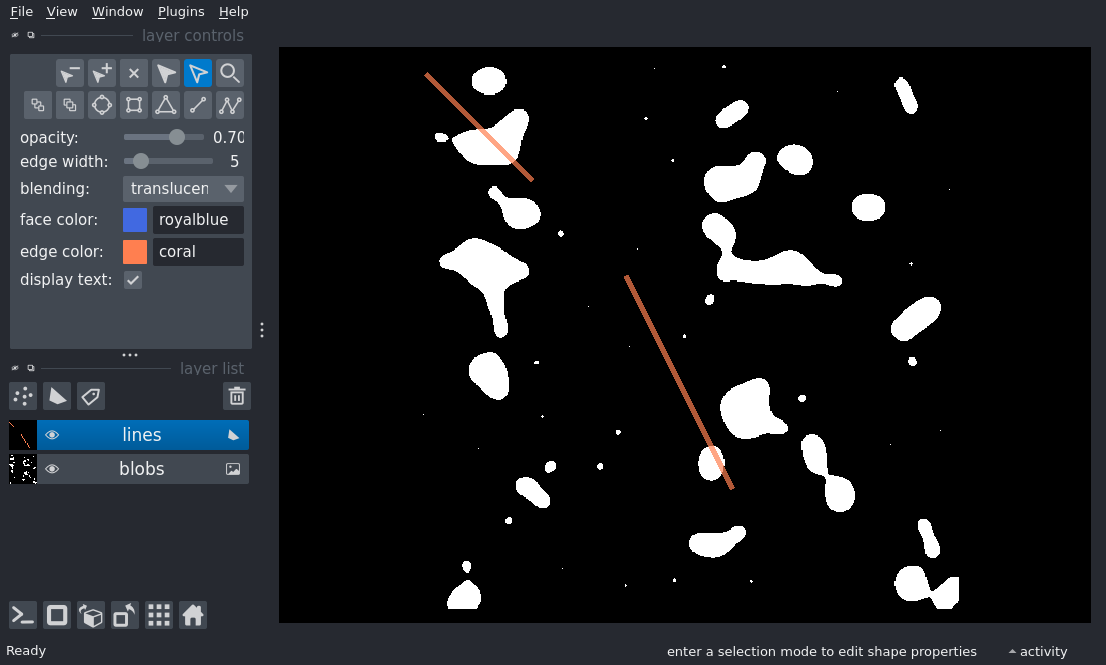 File View Window Plugins Help
layer controls
opacity: 0.70
edge width: 5
blending: translucen
face color: royalblue
edge color: coral
display text:
layer list
lines
blobs
Ready
enter a selection mode to edit shape properties
activity